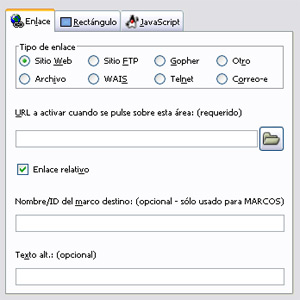 Enlace Rectángulo JavaScript
Tipo de enlace
Sitio Web Sitio FTP Gopher Otro
Archivo WAIS Telnet Correo-e
URL a activar cuando se pulse sobre esta área: (requerido)
Enlace relativo
Nombre/ID del marco destino: (opcional - sólo usado para MARCOS)
Texto alt.: (opcional)